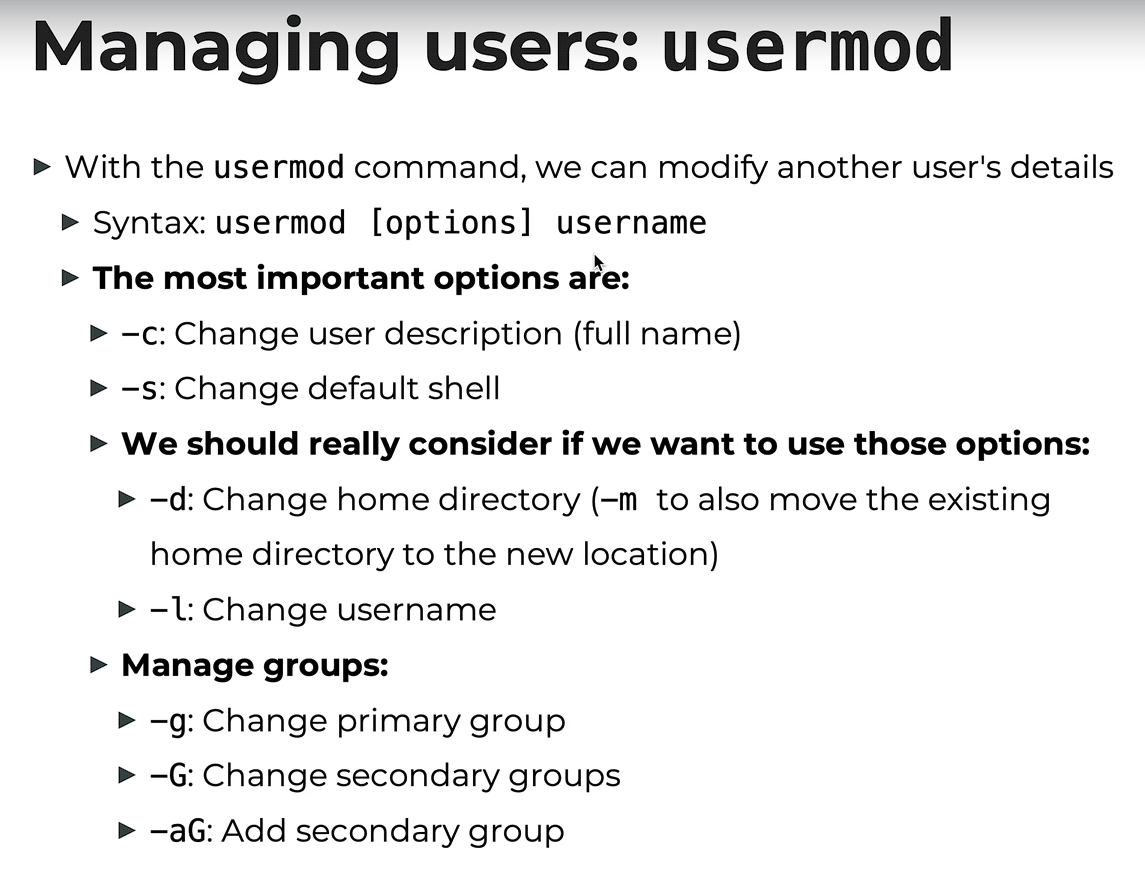 Managing users: usermod
▶ With the usermod command, we can modify another user's details
▶ Syntax: usermod [options] username
▶ The most important options are:
▶ –c: Change user description (full name)
▶ –s: Change default shell
▶ We should really consider if we want to use those options:
▶ –d: Change home directory (–m to also move the existing
home directory to the new location)
▶ –l: Change username
▶ Manage groups:
▶ –g: Change primary group
▶ –G: Change secondary groups
▶ –aG: Add secondary group